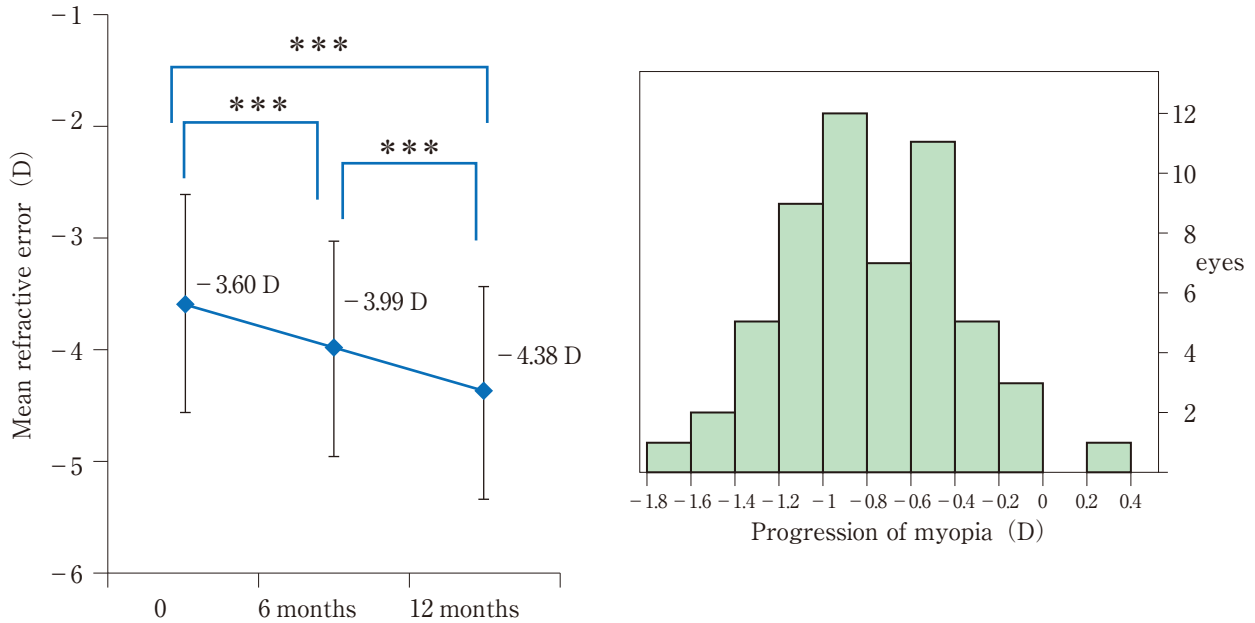 −1
−2
−3
−4
−5
−6
Mean refractive error (D)
***
***
***
−3.60 D
−3.99 D
−4.38 D
0 6 months 12 months
12
10
8
6
4
2
eyes
−1.8 −1.6 −1.4 −1.2 −1 −0.8 −0.6 −0.4 −0.2 0 0.2 0.4
Progression of myopia (D)